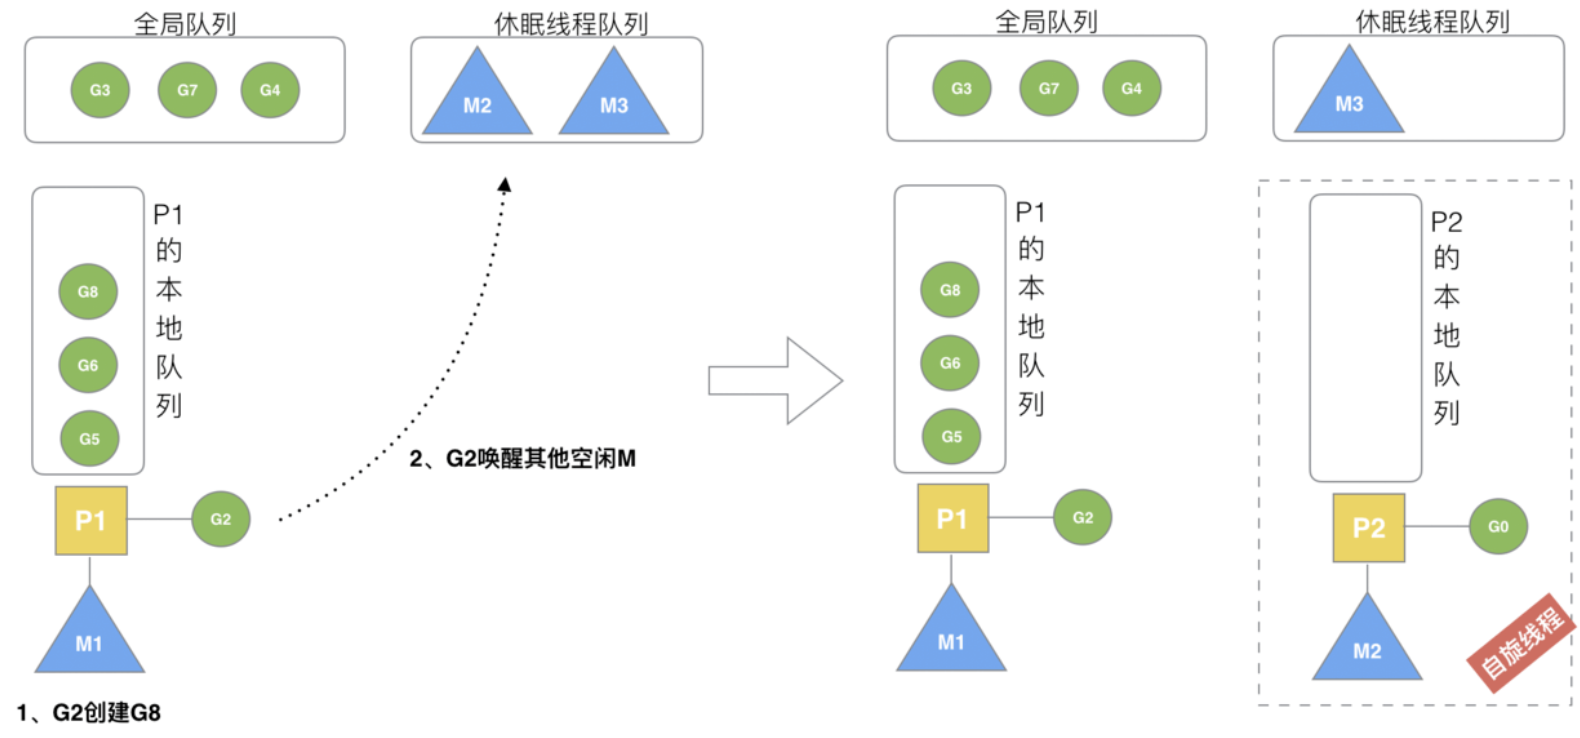 全局队列
休眠线程队列
G3
G7
G4
M2
M3
P1的本地队列
G8
G6
G5
P1
G2
M1
1、G2创建G8
2、G2唤醒其他空闲M
全局队列
休眠线程队列
G3
G7
G4
M3
P1的本地队列
G8
G6
G5
P1
G2
M1
P2的本地队列
P2
G0
M2
自旋线程